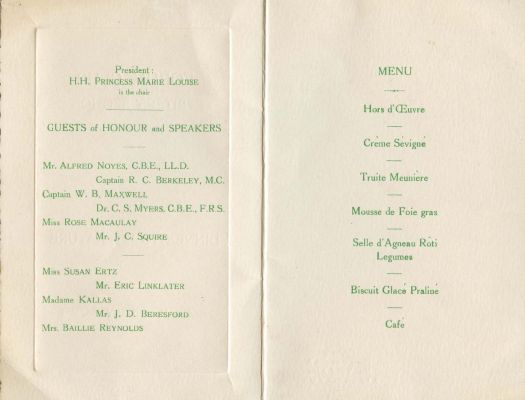 President :
H.H. PRINCESS MARIE LOUISE
in the chair
GUESTS of HONOUR and SPEAKERS
Mr. ALFRED NOYES, C.B.E., LL.D.
Captain R. C. BERKELEY, M.C.
Captain W. B. MAXWELL
Dr. C. S. MYERS, C.B.E., F.R.S.
Miss ROSE MACAULAY
Mr. J. C. SQUIRE
Miss SUSAN ERTZ
Mr. ERIC LINKLATER
Madame KALLAS
Mr. J. D. BERESFORD
Mrs. BAILLIE REYNOLDS
MENU
Hors d'Œuvre
Crême Sévigné
Truite Meunière
Mousse de Foie gras
Selle d'Agneau Rôti
Legumes
Biscuit Glacé Praliné
Café